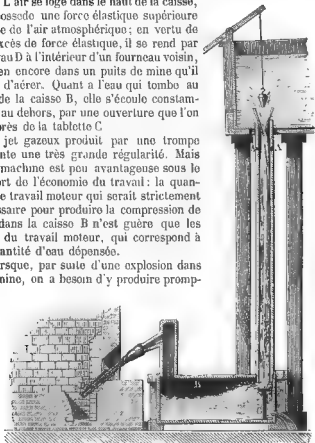 L'air se loge dans le haut de la caisse,
possede une force élastique supérieure
e de l'air atmosphérique; en vertu de
xcès de force élastique, il se rend par
au D à l'intérieur d'un fourneau voisin,
en encore dans un puits de mine qu'il
d'aérer. Quant a l'eau qui tombe au
de la caisse B, elle s'écoule constam-
au dehors, par une ouverture que l'on
près de la tablette C
jet gazeux produit par une trompe
nte une très grande régularité. Mais
machine est peu avantageuse sous le
ort de l'économie du travail: la quan-
e travail moteur qui serait strictement
ssaire pour produire la compression de
dans la caisse B n'est guère que les
du travail moteur, qui correspond à
antité d'eau dépensée.
rsque, par suite d'une explosion dans
mine, on a besoin d'y produire promp-
A
B